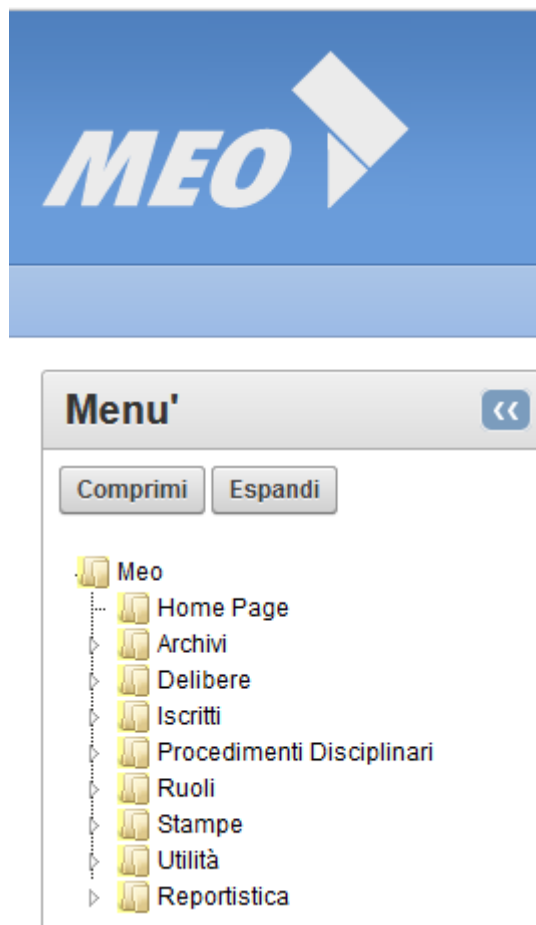 MEO
Menu'
Comprimi Espandi
Meo
Home Page
Archivi
Delibere
Iscritti
Procedimenti Disciplinari
Ruoli
Stampe
Utilità
Reportistica